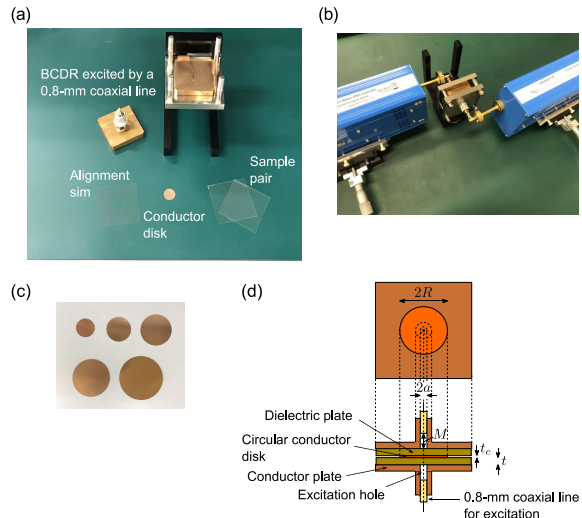 (a)
BCDR excited by a
0.8-mm coaxial line
Alignment
sim
Conductor
disk
Sample
pair
(b)
(c)
(d)
2R
2a
M
Dielectric plate
Circular conductor
disk
Conductor plate
Excitation hole
t_c
t
0.8-mm coaxial line
for excitation